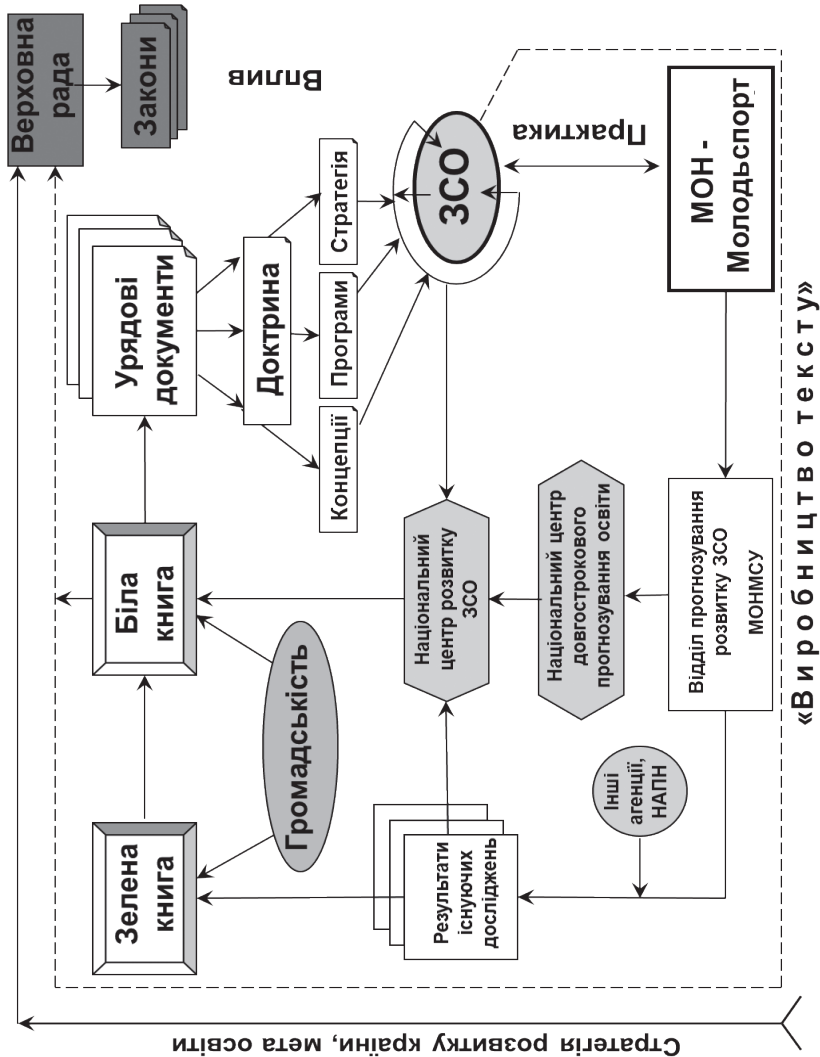 Стратегія розвитку країни, мета освіти
Верховна
рада
Закони
Зелена
книга
Біла
книга
Урядові
документи
Вплив
Громадськість
Доктрина
Концепції
Програми
Стратегія
Результати
існуючих
досліджень
Національний
центр розвитку
ЗСО
ЗСО
Національний центр
довгострокового
прогнозування освіти
Практика
Інші
агенції,
НАПН
Відділ прогнозування
розвитку ЗСО
МОНМСУ
МОН -
Молодьспорт
«Виробництво тексту»